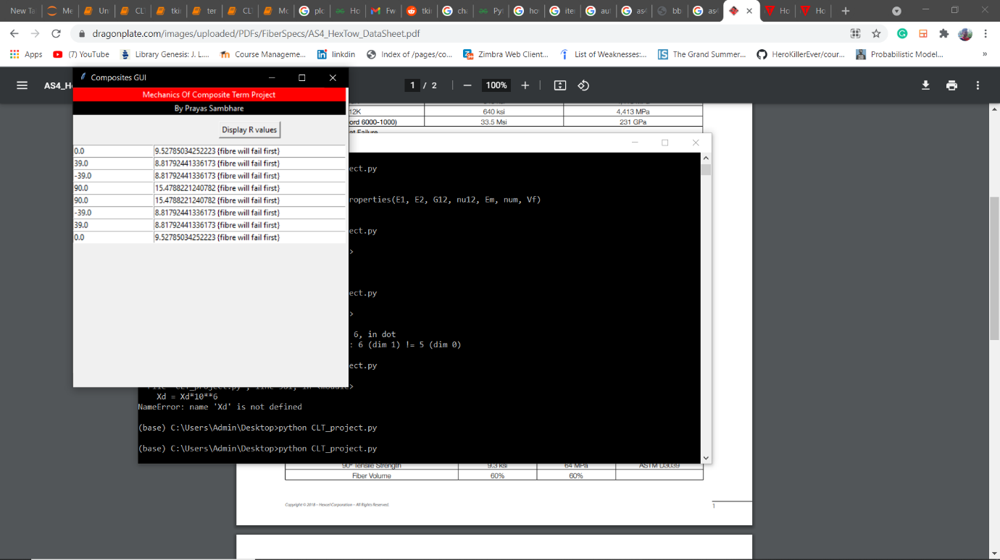 New Ta Me Un CL tki ter CL Mc plo Ho Fw tki ch Py ho ite au as bb as Ho Ho
dragonplate.com/images/uploaded/PDFs/FiberSpecs/AS4_HexTow_DataSheet.pdf
Apps (7) YouTube Library Genesis: J. L.... Course Manageme... linkdin Index of /pages/co... Zimbra Web Client... List of Weaknesses:... The Grand Summer... HeroKillerEver/cour... Probabilistic Model... »
AS4_H 1 / 2 100%
Composites GUI
Mechanics Of Composite Term Project
By Prayas Sambhare
Display R values
0.0 9.52785034252223 {fibre will fail first}
39.0 8.81792441336173 {fibre will fail first}
-39.0 8.81792441336173 {fibre will fail first}
90.0 15.4788221240782 {fibre will fail first}
90.0 15.4788221240782 {fibre will fail first}
-39.0 8.81792441336173 {fibre will fail first}
39.0 8.81792441336173 {fibre will fail first}
0.0 9.52785034252223 {fibre will fail first}
12K 640 ksi 4,413 MPa
ord 6000-1000) 33.5 Msi 231 GPa
ect.py
roperties(E1, E2, G12, nu12, Em, num, Vf)
ect.py
>
ect.py
>
6, in dot
: 6 (dim 1) != 5 (dim 0)
ect.py
Xd = Xd*10**6
NameError: name 'Xd' is not defined
(base) C:\Users\Admin\Desktop>python CLT_project.py
(base) C:\Users\Admin\Desktop>python CLT_project.py
90° Tensile Strength 9.3 ksi 64 MPa ASTM D3039
Fiber Volume 60% 60%
Copyright © 2018 – Hexcel Corporation – All Rights Reserved.
1